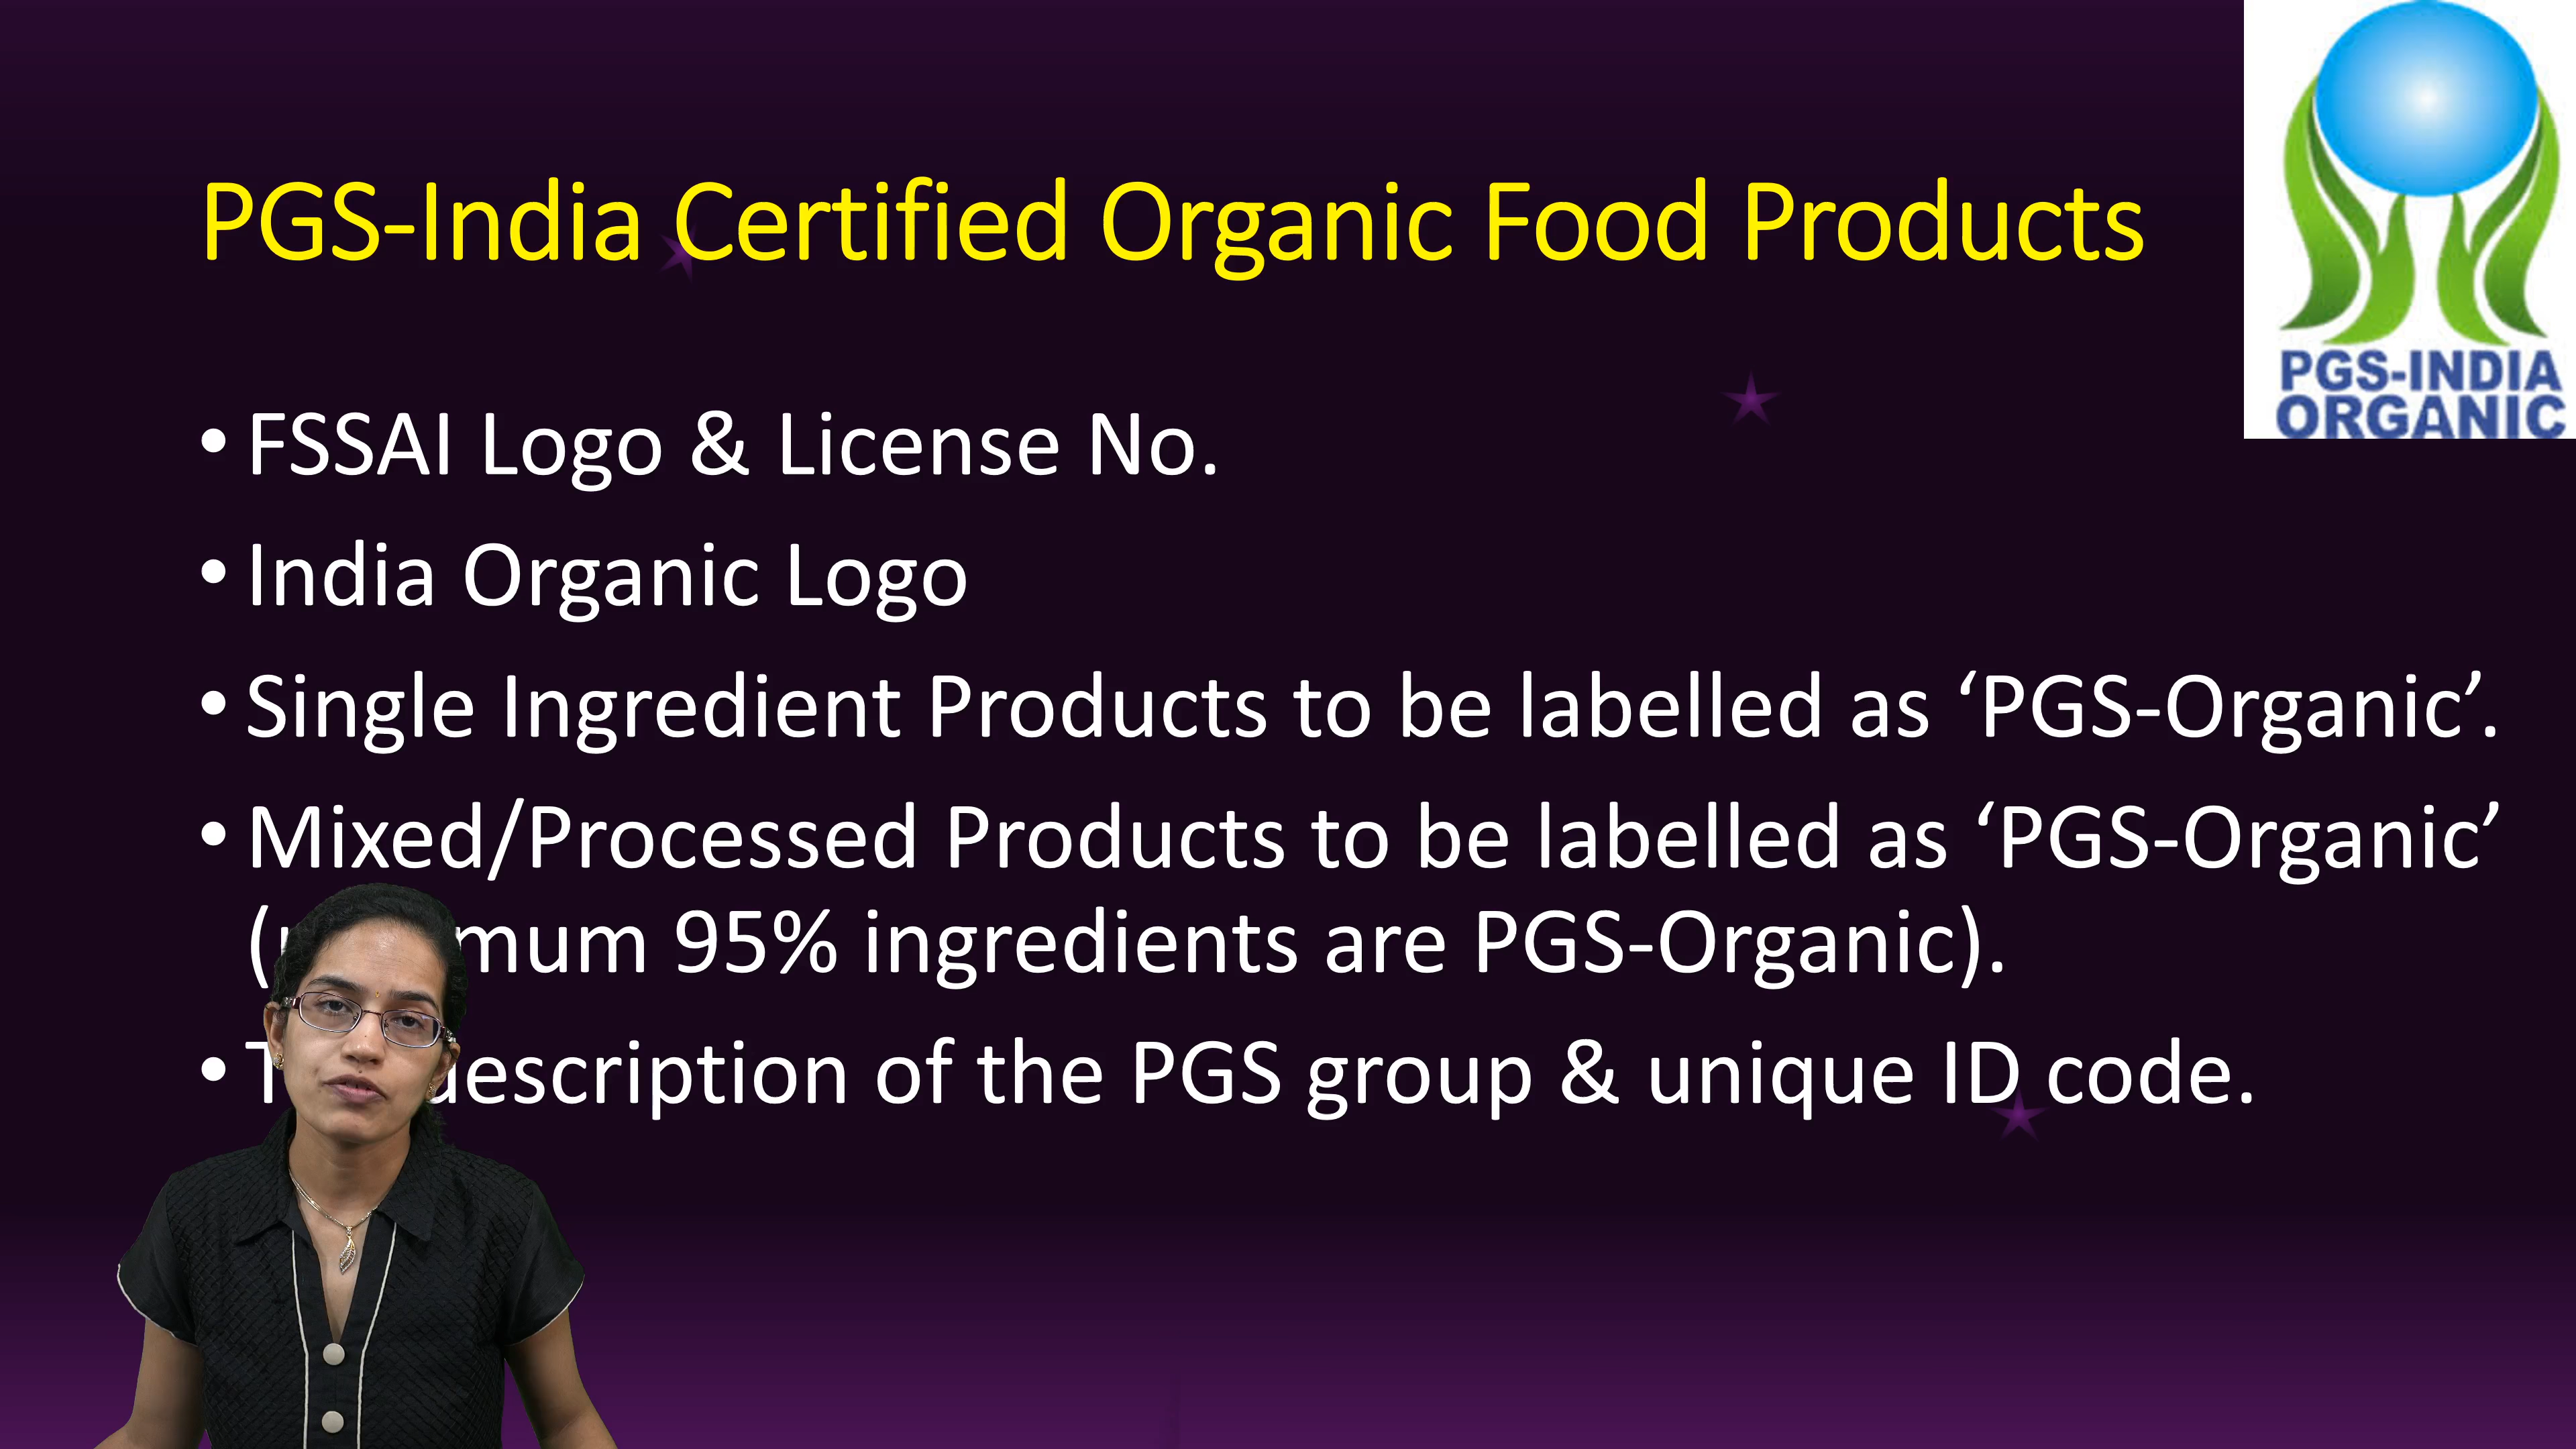 PGS-India Certified Organic Food Products
PGS-INDIA
ORGANIC
• FSSAI Logo & License No.
• India Organic Logo
• Single Ingredient Products to be labelled as ‘PGS-Organic’.
• Mixed/Processed Products to be labelled as ‘PGS-Organic’
95% ingredients are PGS-Organic).
• description of the PGS group & unique ID code.